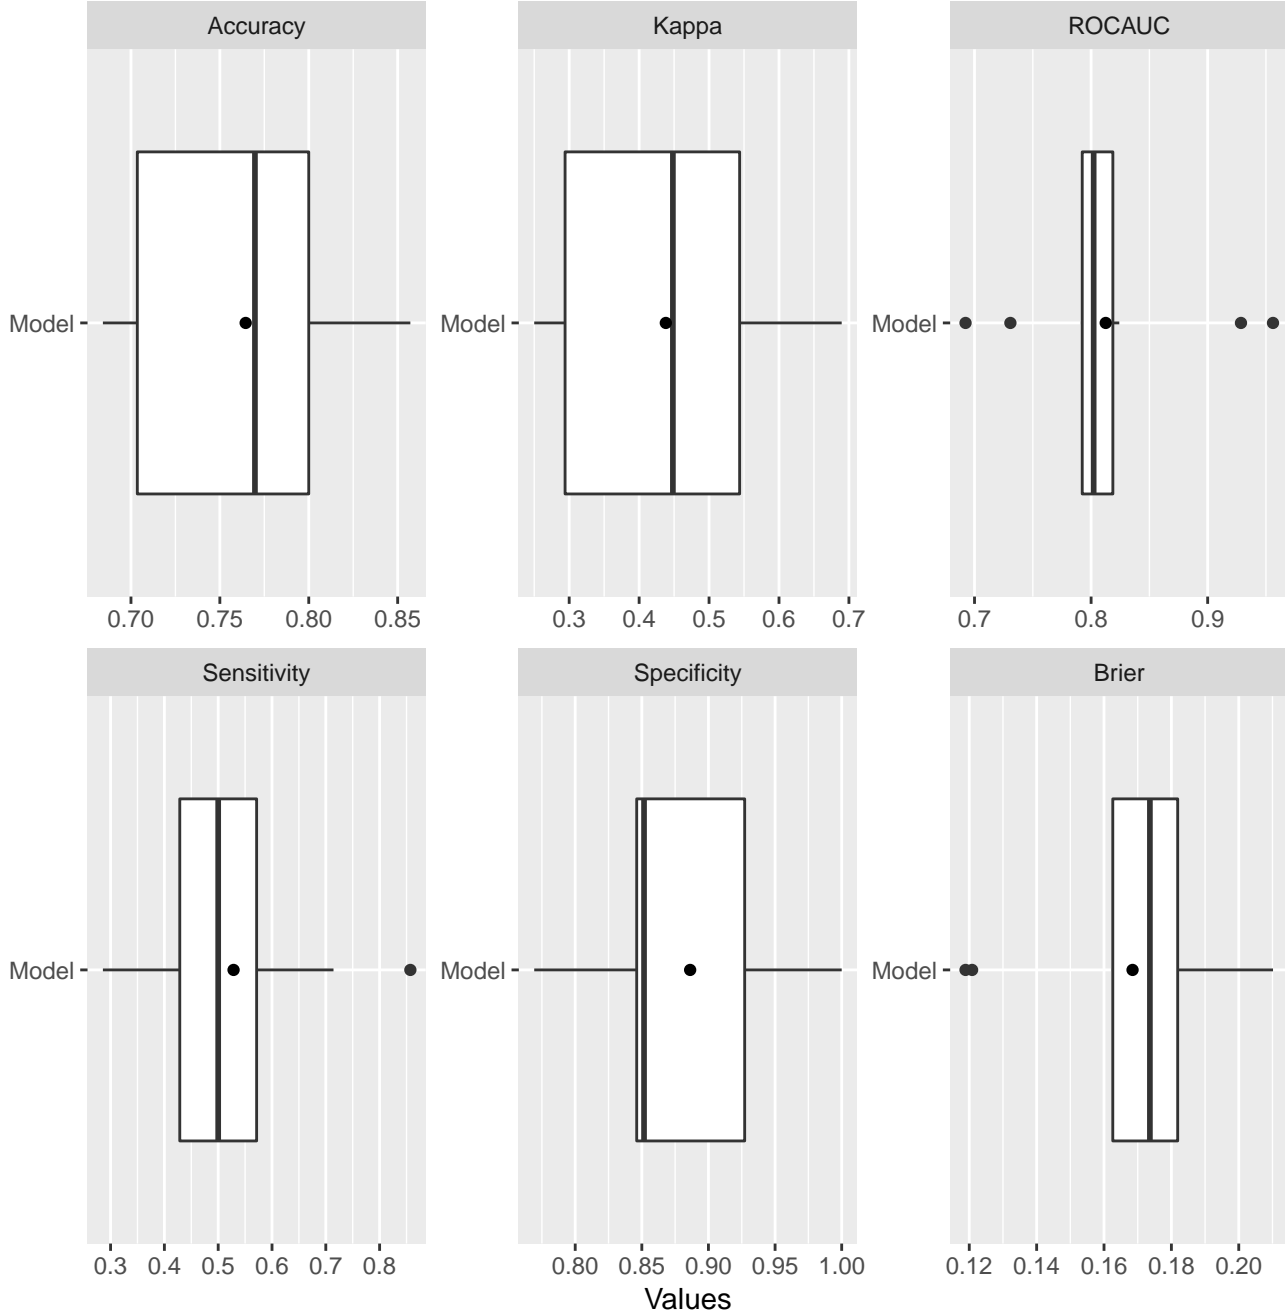 Accuracy Kappa ROCAUC
Model Model Model
0.70 0.75 0.80 0.85 0.3 0.4 0.5 0.6 0.7 0.7 0.8 0.9
Sensitivity Specificity Brier
Model Model Model
0.3 0.4 0.5 0.6 0.7 0.8 0.80 0.85 0.90 0.95 1.00 0.12 0.14 0.16 0.18 0.20
Values